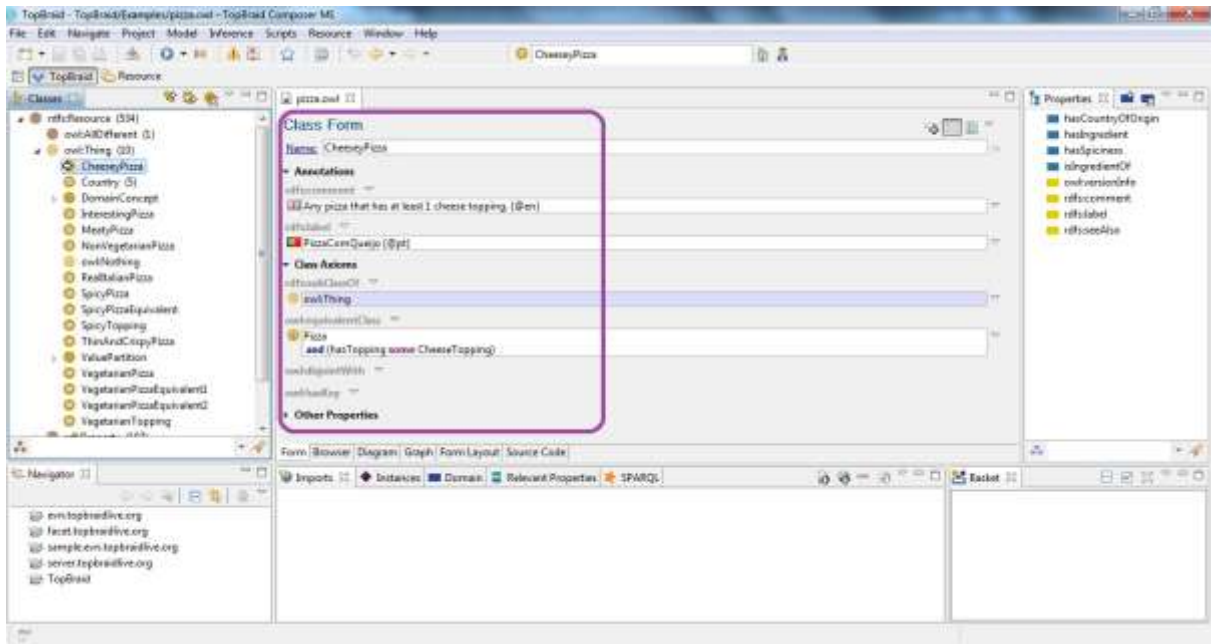 TopBraid - TopBraid/Examples/pizza.owl - TopBraid Composer ME
File Edit Navigate Project Model Inference Scripts Resource Window Help
CheeseyPizza
TopBraid Resource
Classes
rdfs:Resource (534)
owl:AllDifferent (1)
owl:Thing (10)
CheeseyPizza
Country (5)
DomainConcept
InterestingPizza
MeatyPizza
NonVegetarianPizza
owl:Nothing
RealItalianPizza
SpicyPizza
SpicyPizzaEquivalent
SpicyTopping
ThinAndCrispyPizza
ValuePartition
VegetarianPizza
VegetarianPizzaEquivalent1
VegetarianPizzaEquivalent2
VegetarianTopping
pizza.owl
Class Form
Name: CheeseyPizza
Annotations
rdfs:comment
Any pizza that has at least 1 cheese topping. {@en}
rdfs:label
PizzaComQueijo {@pt}
Class Axioms
rdfs:subClassOf
owl:Thing
owl:equivalentClass
Pizza
and (hasTopping some CheeseTopping)
owl:disjointWith
owl:hasKey
Other Properties
Form Browser Diagram Graph Form Layout Source Code
Properties
hasCountryOfOrigin
hasIngredient
hasSpiciness
isIngredientOf
owl:versionInfo
rdfs:comment
rdfs:label
rdfs:seeAlso
Navigator
evn.topbraidlive.org
facet.topbraidlive.org
sample.evn.topbraidlive.org
server.topbraidlive.org
TopBraid
Imports Instances Domain Relevant Properties SPARQL
Basket